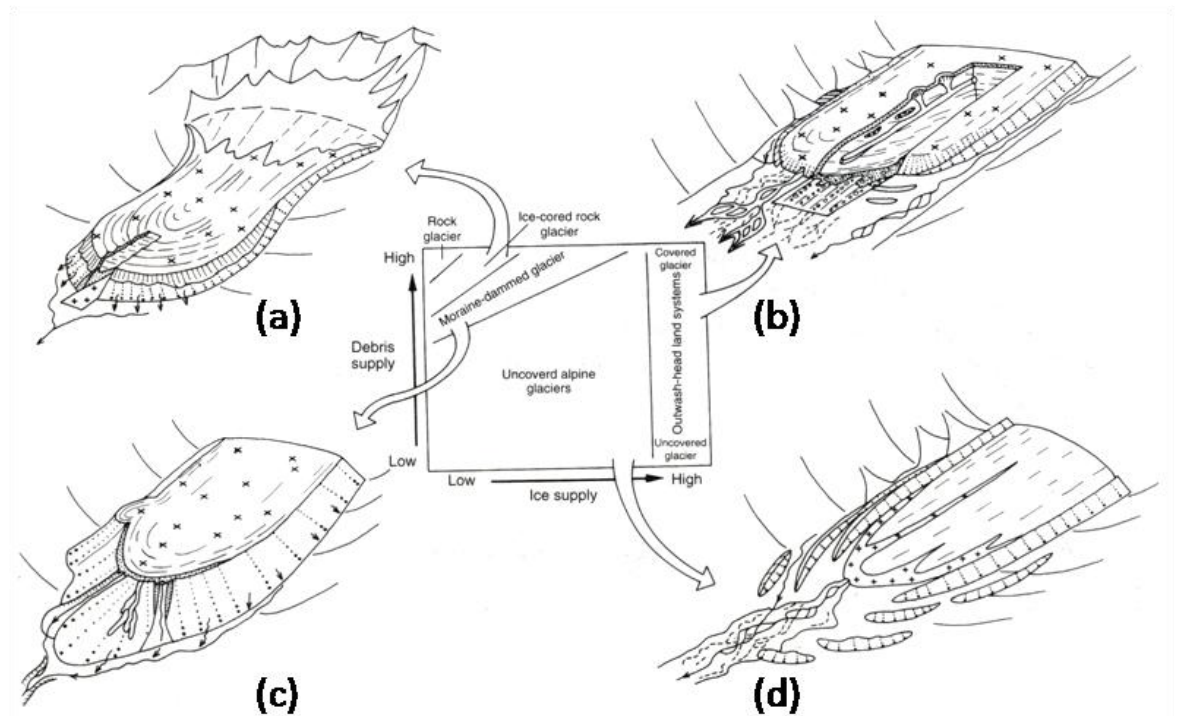 Rock
glacier
Ice-cored rock
glacier
High
Moraine-dammed glacier
Covered
glacier
(a)
(b)
Debris
supply
Uncoverd alpine
glaciers
Outwash-head land systems
Uncovered
glacier
Low
Low
Ice supply
High
(c)
(d)